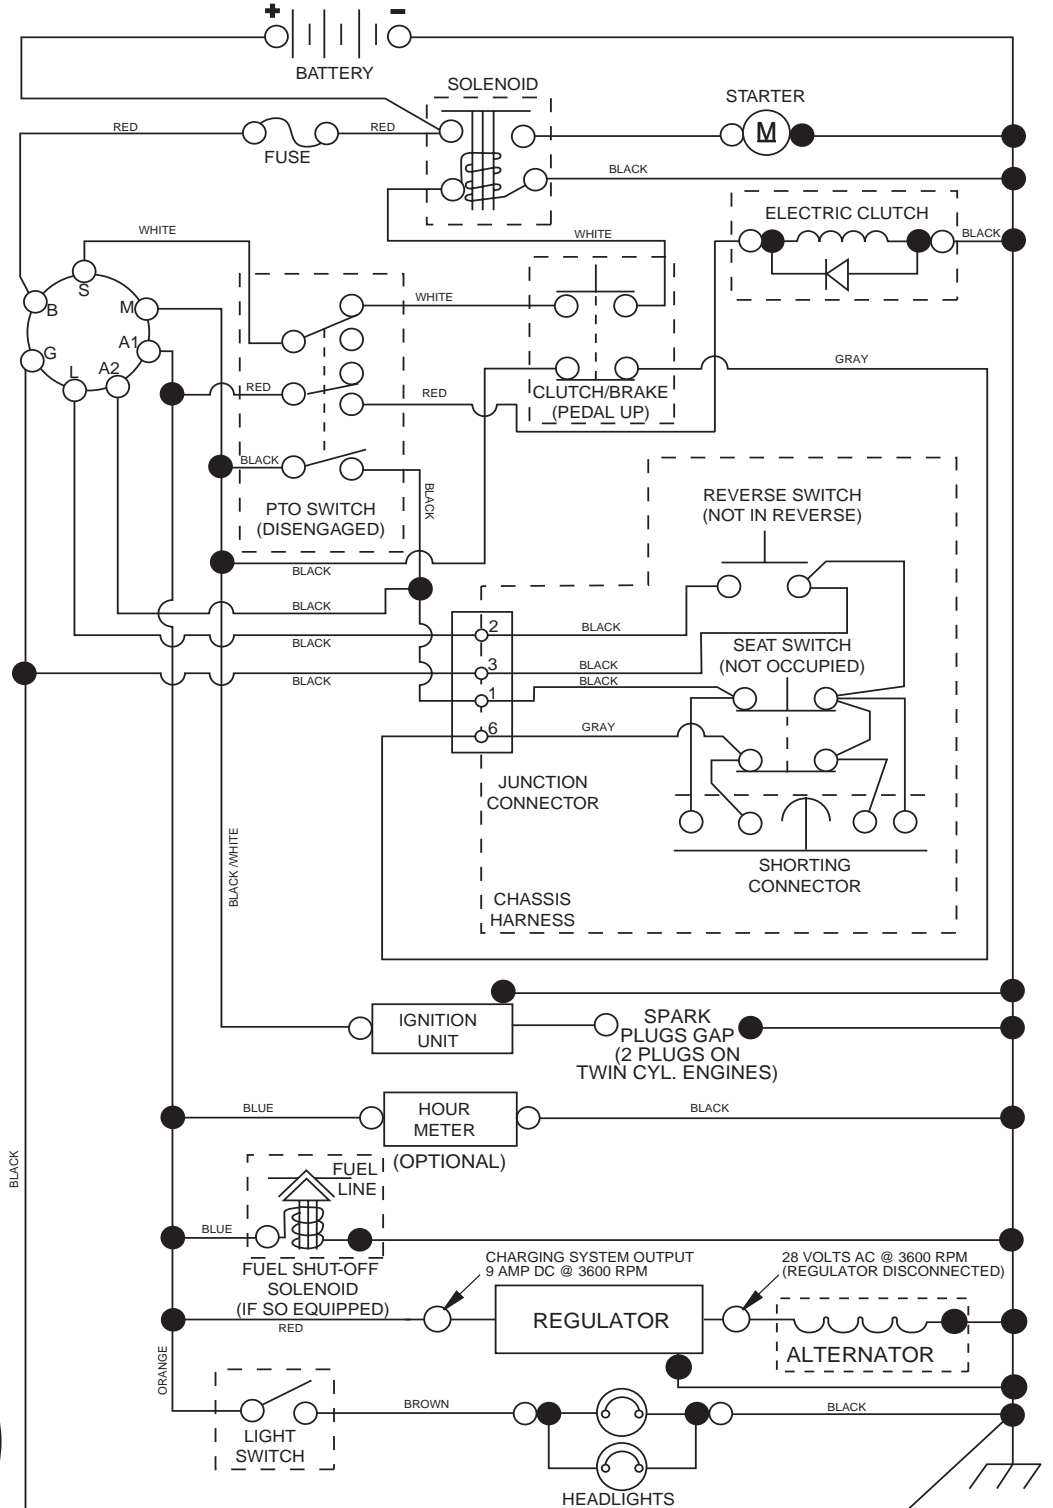 + -
BATTERY
SOLENOID
STARTER
M
RED
RED
FUSE
BLACK
ELECTRIC CLUTCH
BLACK
WHITE
WHITE
S
B
M
G
A1
L
A2
WHITE
RED
RED
GRAY
CLUTCH/BRAKE
(PEDAL UP)
BLACK
BLACK
PTO SWITCH
(DISENGAGED)
REVERSE SWITCH
(NOT IN REVERSE)
BLACK
BLACK
BLACK
2
BLACK
SEAT SWITCH
(NOT OCCUPIED)
3
BLACK
BLACK
BLACK
1
6
GRAY
JUNCTION
CONNECTOR
SHORTING
CONNECTOR
BLACK /WHITE
CHASSIS
HARNESS
IGNITION
UNIT
SPARK
PLUGS GAP
(2 PLUGS ON
TWIN CYL. ENGINES)
BLUE
HOUR
METER
BLACK
(OPTIONAL)
BLACK
FUEL
LINE
BLUE
FUEL SHUT-OFF
SOLENOID
(IF SO EQUIPPED)
CHARGING SYSTEM OUTPUT
9 AMP DC @ 3600 RPM
28 VOLTS AC @ 3600 RPM
(REGULATOR DISCONNECTED)
RED
REGULATOR
ALTERNATOR
ORANGE
LIGHT
SWITCH
BROWN
BLACK
HEADLIGHTS